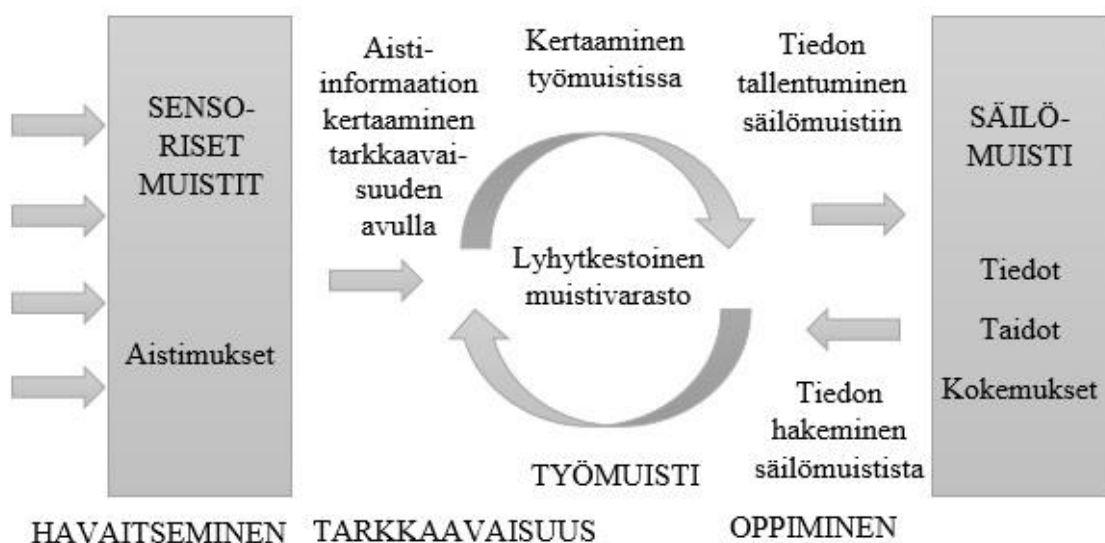 SENSO-
RISET
MUISTIT
Aistimukset
Aisti-
informaation
kertaaminen
tarkkaavai-
suuden
avulla
Kertaaminen
työmuistissa
Lyhytkestoinen
muistivarasto
TYÖMUISTI
Tiedon
tallentuminen
säilömuistiin
Tiedon
hakeminen
säilömuistista
SÄILÖ-
MUISTI
Tiedot
Taidot
Kokemukset
HAVAITSEMINEN
TARKKAAVAISUUS
OPPIMINEN